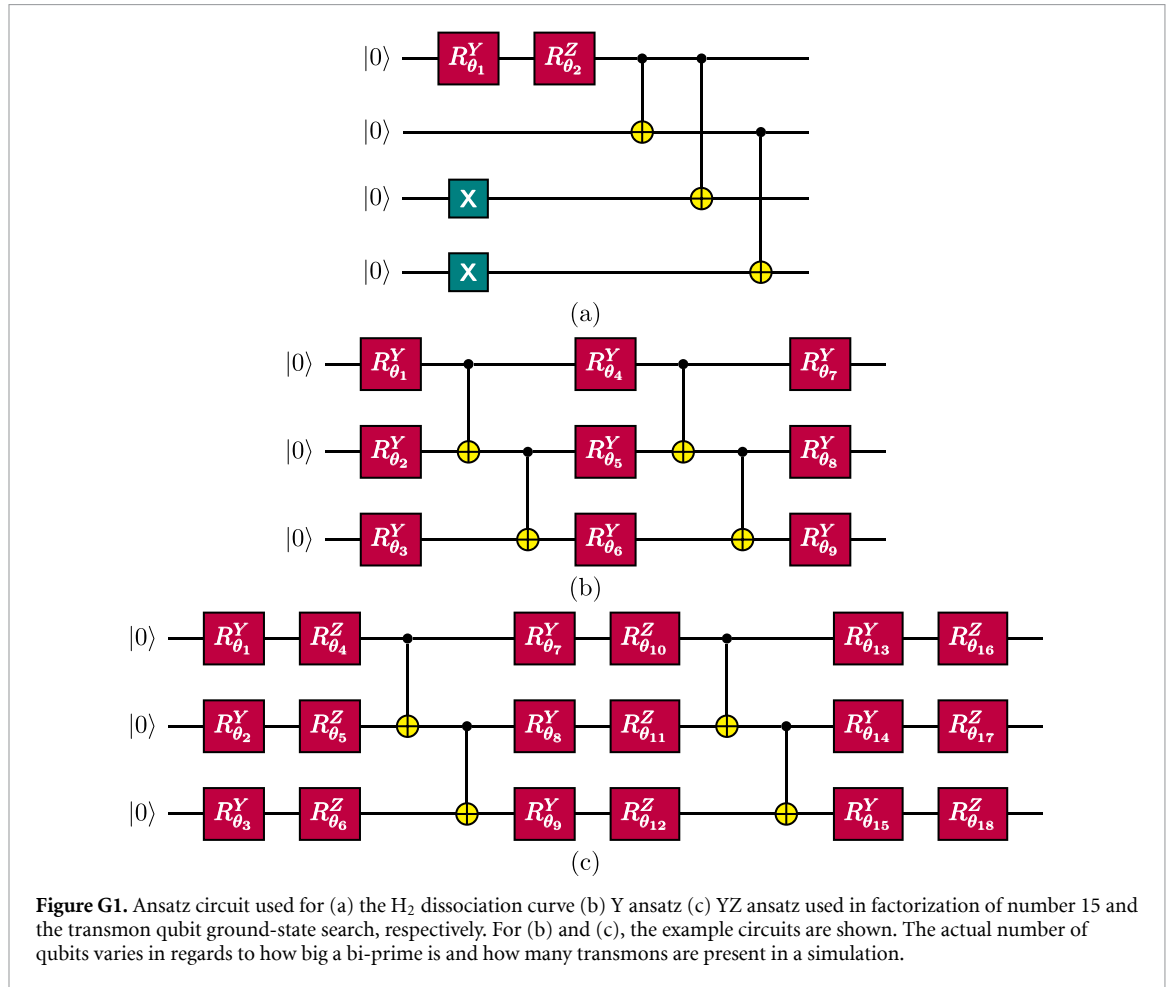 |0⟩ R^Y_θ₁ R^Z_θ₂
|0⟩
|0⟩ X
|0⟩ X
(a)
|0⟩ R^Y_θ₁ R^Y_θ₄ R^Y_θ₇
|0⟩ R^Y_θ₂ R^Y_θ₅ R^Y_θ₈
|0⟩ R^Y_θ₃ R^Y_θ₆ R^Y_θ₉
(b)
|0⟩ R^Y_θ₁ R^Z_θ₄ R^Y_θ₇ R^Z_θ₁₀ R^Y_θ₁₃ R^Z_θ₁₆
|0⟩ R^Y_θ₂ R^Z_θ₅ R^Y_θ₈ R^Z_θ₁₁ R^Y_θ₁₄ R^Z_θ₁₇
|0⟩ R^Y_θ₃ R^Z_θ₆ R^Y_θ₉ R^Z_θ₁₂ R^Y_θ₁₅ R^Z_θ₁₈
(c)
Figure G1. Ansatz circuit used for (a) the H₂ dissociation curve (b) Y ansatz (c) YZ ansatz used in factorization of number 15 and
the transmon qubit ground-state search, respectively. For (b) and (c), the example circuits are shown. The actual number of
qubits varies in regards to how big a bi-prime is and how many transmons are present in a simulation.